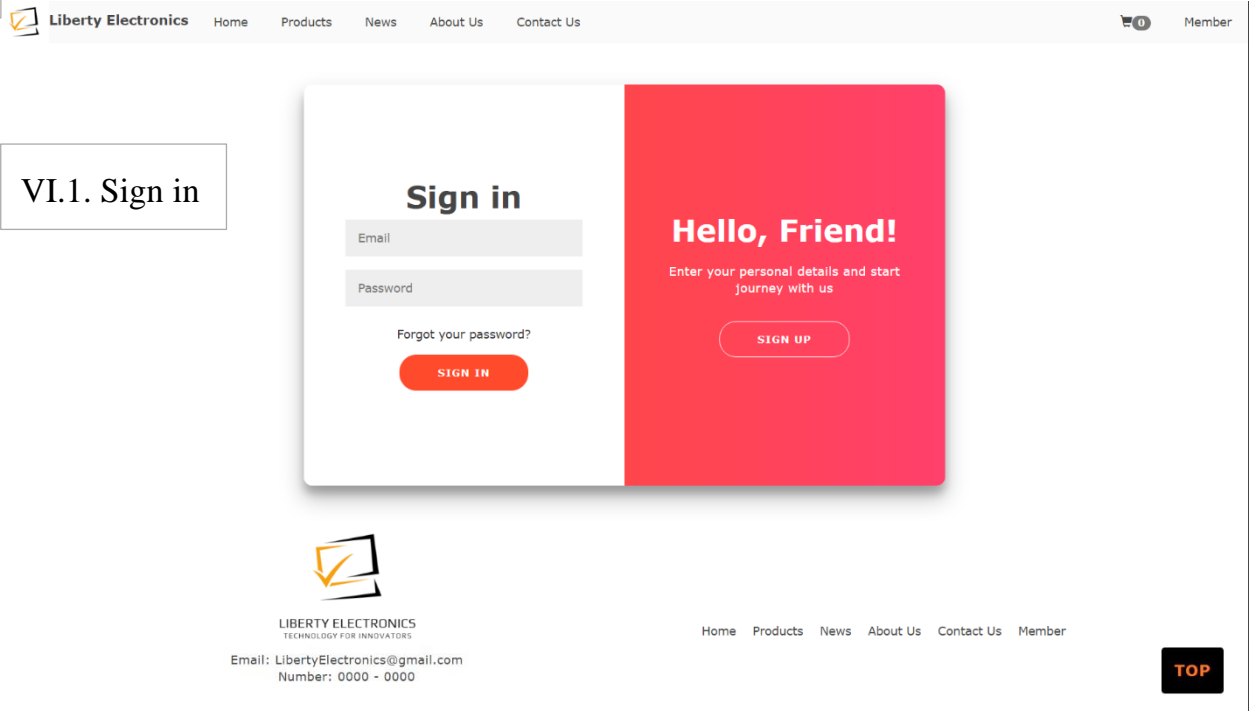 Liberty Electronics Home Products News About Us Contact Us 0 Member
VI.1. Sign in
Sign in
Email
Password
Forgot your password?
SIGN IN
Hello, Friend!
Enter your personal details and start
journey with us
SIGN UP
LIBERTY ELECTRONICS
TECHNOLOGY FOR INNOVATORS
Email: LibertyElectronics@gmail.com
Number: 0000 - 0000
Home Products News About Us Contact Us Member
TOP